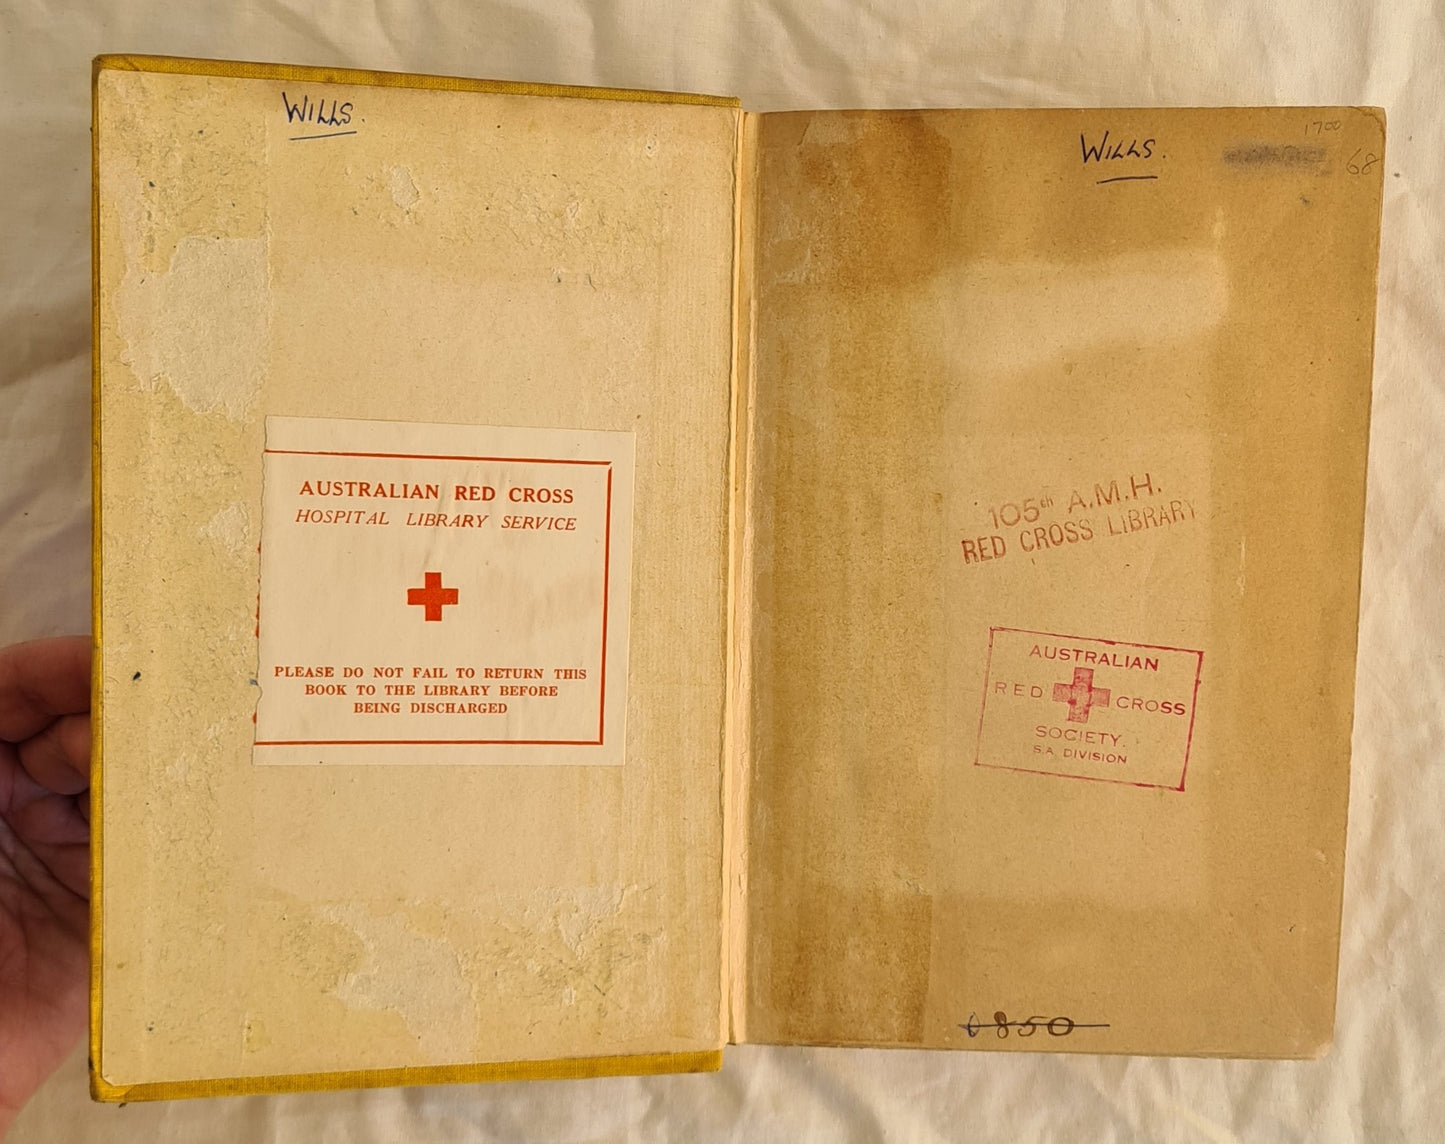 WILLS.
AUSTRALIAN RED CROSS
HOSPITAL LIBRARY SERVICE
PLEASE DO NOT FAIL TO RETURN THIS
BOOK TO THE LIBRARY BEFORE
BEING DISCHARGED
WILLS.
1700
68
105th A.M.H.
RED CROSS LIBRARY
AUSTRALIAN
RED CROSS
SOCIETY.
S.A. DIVISION